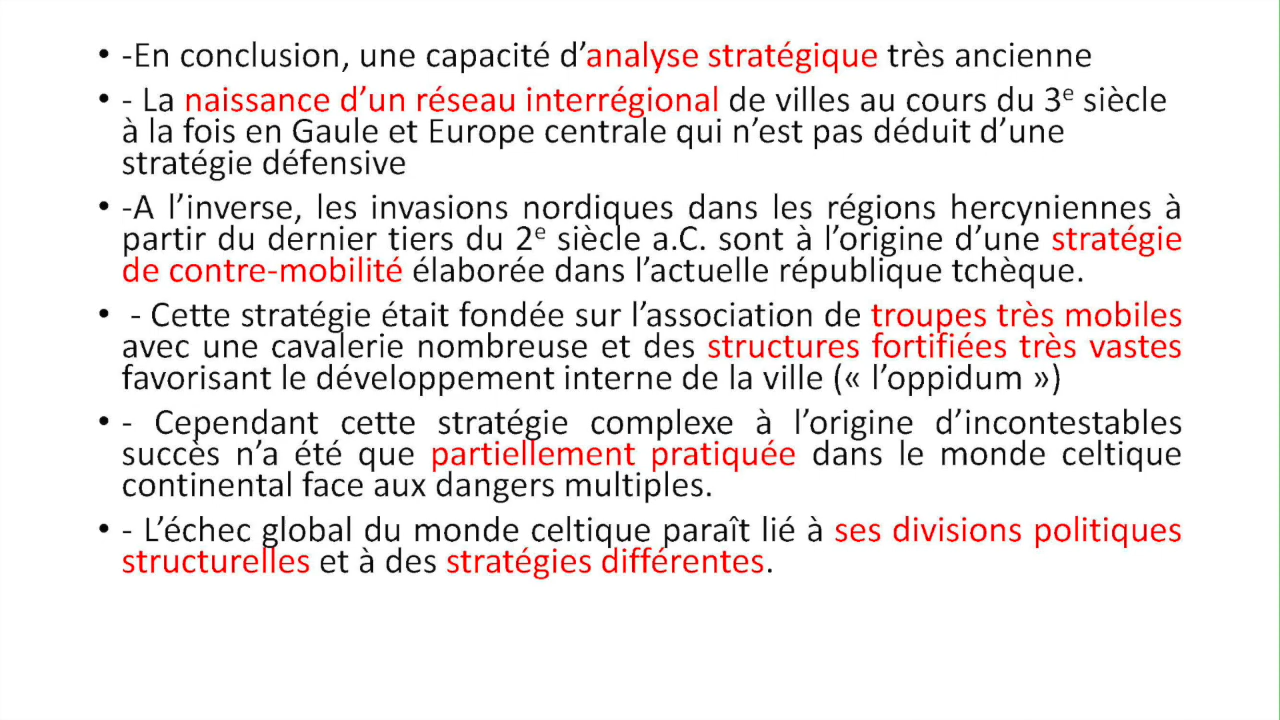 • -En conclusion, une capacité d’analyse stratégique très ancienne
• - La naissance d’un réseau interrégional de villes au cours du 3e siècle
à la fois en Gaule et Europe centrale qui n’est pas déduit d’une
stratégie défensive
• -A l’inverse, les invasions nordiques dans les régions hercyniennes à
partir du dernier tiers du 2e siècle a.C. sont à l’origine d’une stratégie
de contre-mobilité élaborée dans l’actuelle république tchèque.
• - Cette stratégie était fondée sur l’association de troupes très mobiles
avec une cavalerie nombreuse et des structures fortifiées très vastes
favorisant le développement interne de la ville (« l’oppidum »)
• - Cependant cette stratégie complexe à l’origine d’incontestables
succès n’a été que partiellement pratiquée dans le monde celtique
continental face aux dangers multiples.
• - L’échec global du monde celtique paraît lié à ses divisions politiques
structurelles et à des stratégies différentes.